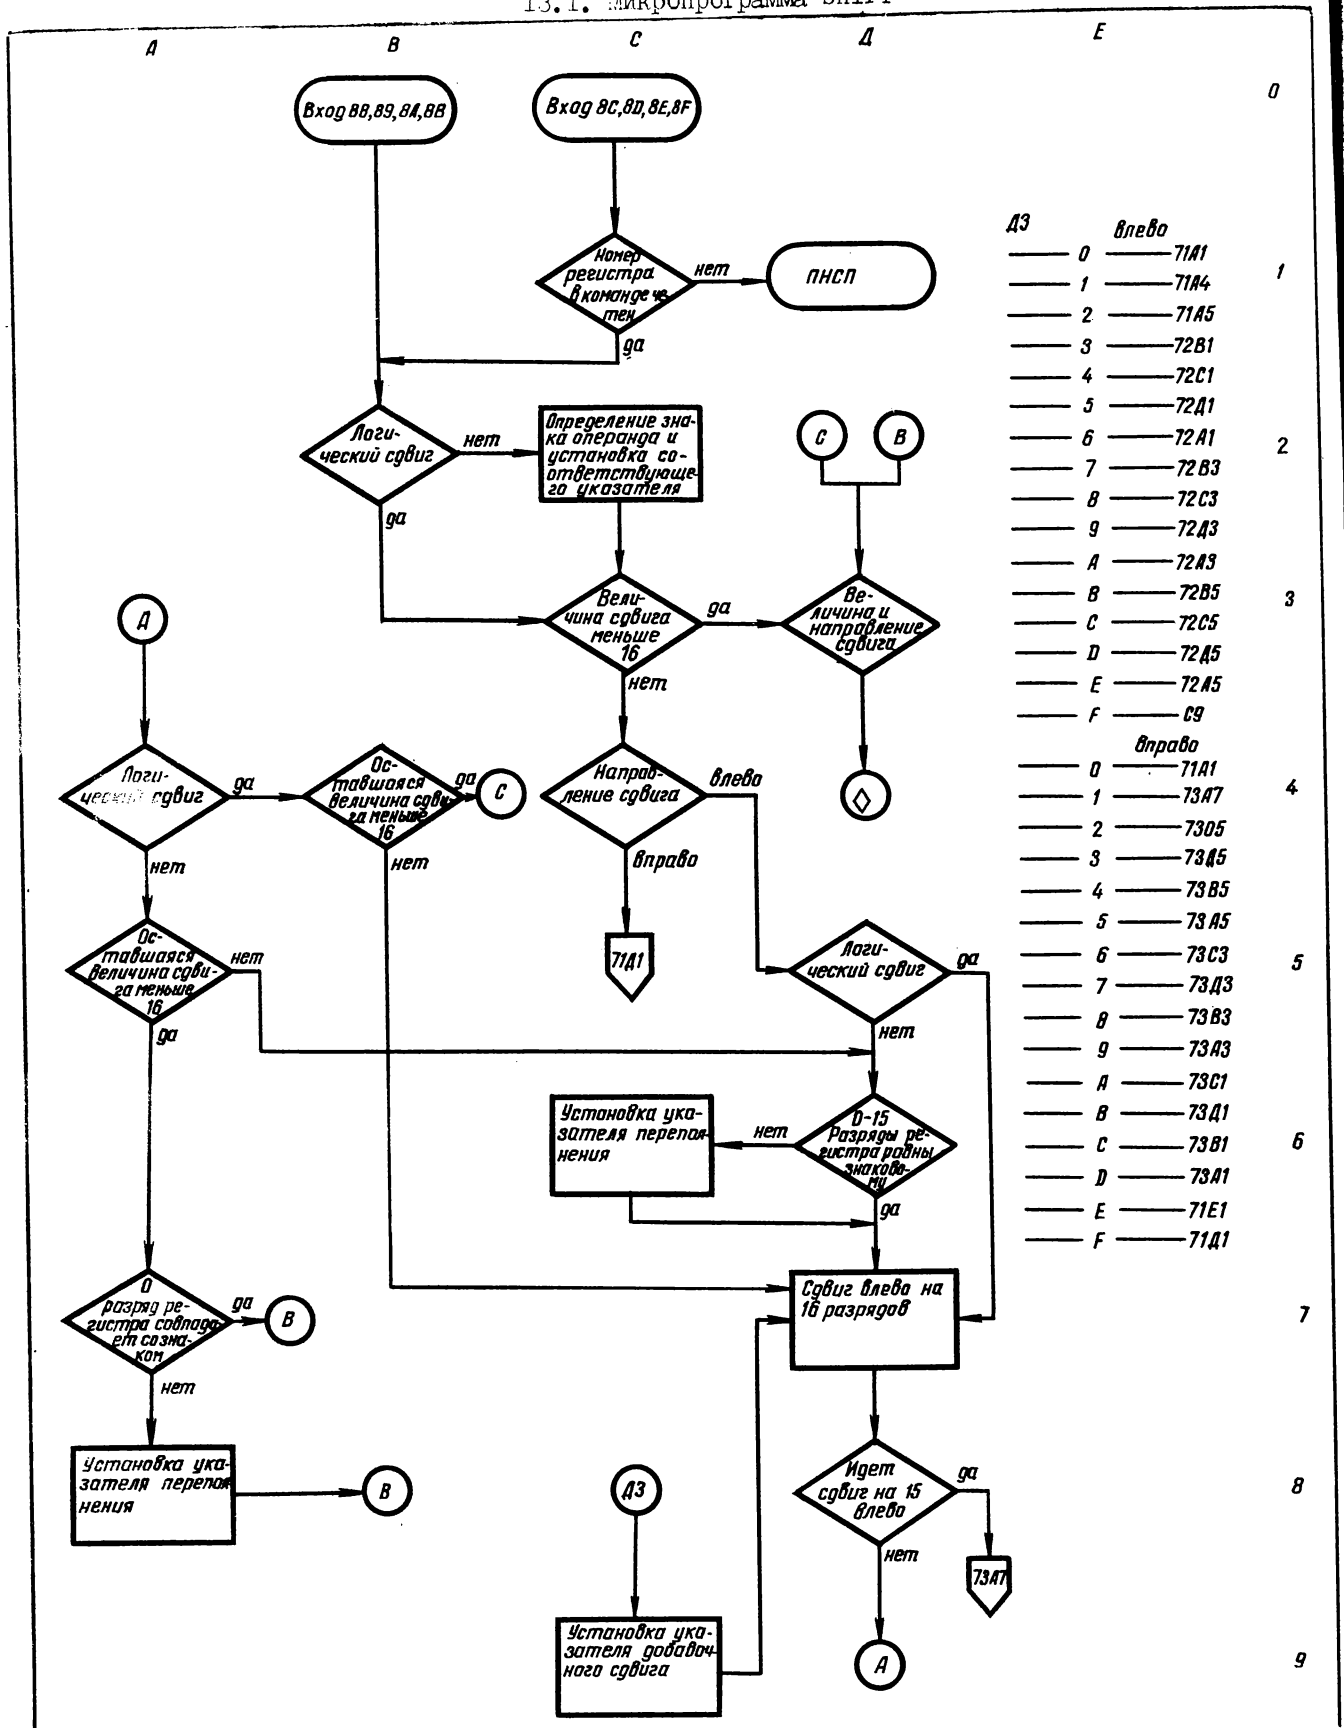 13.1. Микропрограмма Shift
А В С Д Е
0
Вход 88,89,8А,8В
Вход 8С,8D,8Е,8F
Номер
регистра
в команде че
тен
нет
да
ПНСП
1
Логи-
ческий сдвиг
нет
да
Определение зна-
ка операнда и
установка со-
ответствующе-
го указателя
С
В
2
Вели-
чина сдвига
меньше
16
да
нет
Ве-
личина и
направление
сдвига
3
Д
Логи-
ческий сдвиг
да
нет
Ос-
тавшаяся
величина сдви-
га меньше
16
да
нет
С
Направ-
ление сдвига
влево
вправо
4
71Д1
Ос-
тавшаяся
величина сдви-
га меньше
16
нет
да
Логи-
ческий сдвиг
да
нет
5
Установка ука-
зателя перепол-
нения
0-15
Разряды ре-
гистра равны
знаково-
му
нет
да
6
0
разряд ре-
гистра совпада-
ет со зна-
ком
да
нет
В
Сдвиг влево на
16 разрядов
7
Установка ука-
зателя перепол-
нения
В
ДЗ
Идет
сдвиг на 15
влево
да
нет
73А7
8
Установка ука-
зателя добавоч-
ного сдвига
А
9
ДЗ влево
0 71А1
1 71А4
2 71А5
3 72В1
4 72С1
5 72Д1
6 72А1
7 72В3
8 72С3
9 72Д3
А 72А3
В 72В5
С 72С5
D 72Д5
Е 72А5
F С9
вправо
0 71А1
1 73А7
2 7305
3 73Д5
4 73В5
5 73А5
6 73С3
7 73Д3
8 73В3
9 73А3
А 73С1
В 73Д1
С 73В1
D 73А1
Е 71Е1
F 71Д1